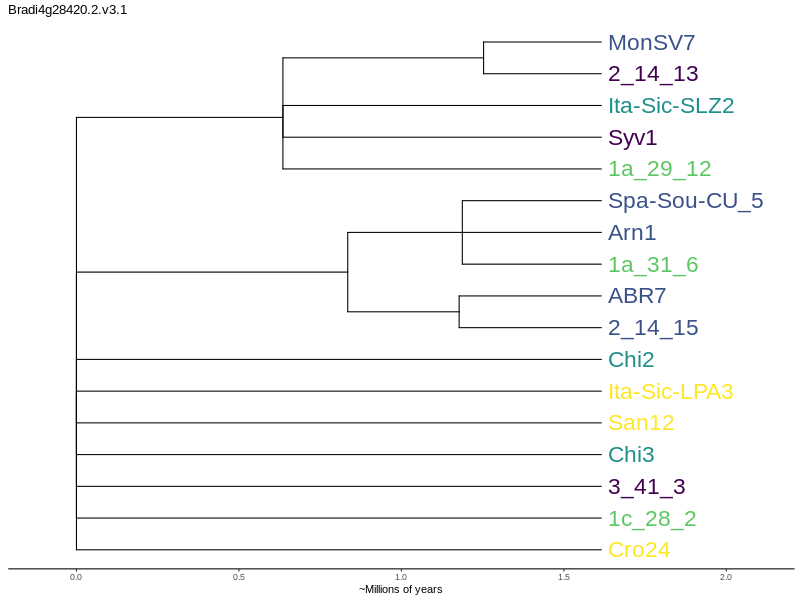 Bradi4g28420.2.v3.1
MonSV7
2_14_13
Ita-Sic-SLZ2
Syv1
1a_29_12
Spa-Sou-CU_5
Arn1
1a_31_6
ABR7
2_14_15
Chi2
Ita-Sic-LPA3
San12
Chi3
3_41_3
1c_28_2
Cro24
0.0 0.5 1.0 1.5 2.0
~Millions of years